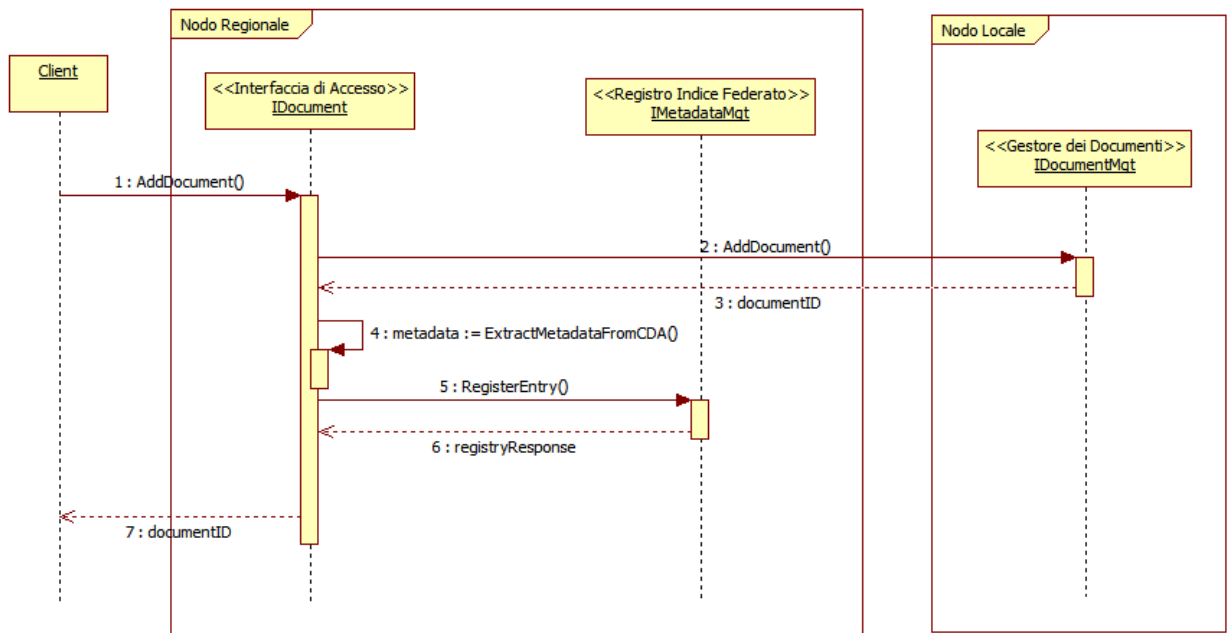 Nodo Regionale
Nodo Locale
Client
<<Interfaccia di Accesso>>
IDocument
<<Registro Indice Federato>>
IMetadataMgt
<<Gestore dei Documenti>>
IDocumentMgt
1 : AddDocument()
2 : AddDocument()
3 : documentID
4 : metadata := ExtractMetadataFromCDA()
5 : RegisterEntry()
6 : registryResponse
7 : documentID